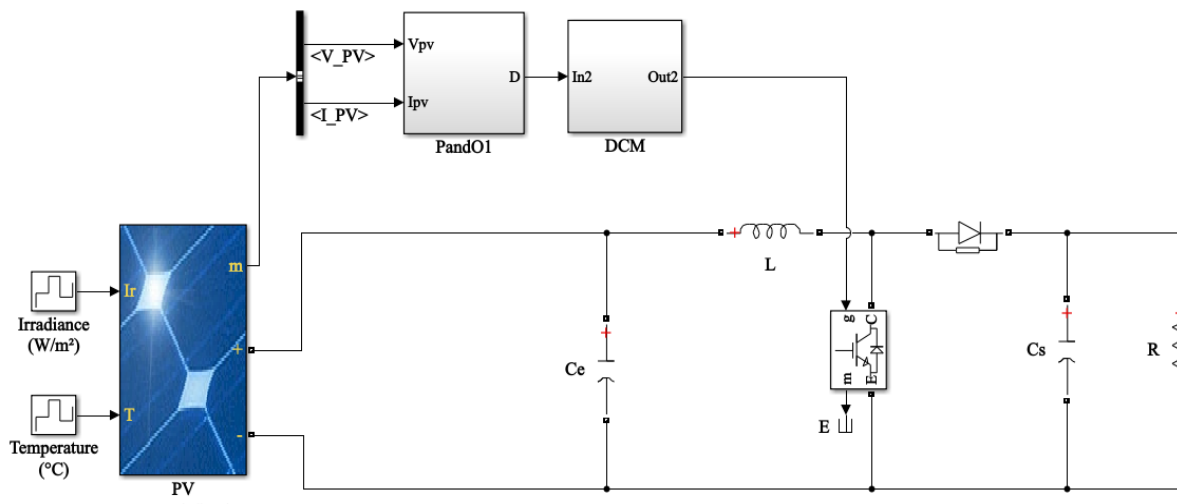 <V_PV>
<I_PV>
Vpv
Ipv
D
PandO1
In2
Out2
DCM
m
Ir
+
T
-
PV
Irradiance
(W/m²)
Temperature
(°C)
+
L
+
Ce
g
C
m
E
E
+
Cs
+
R